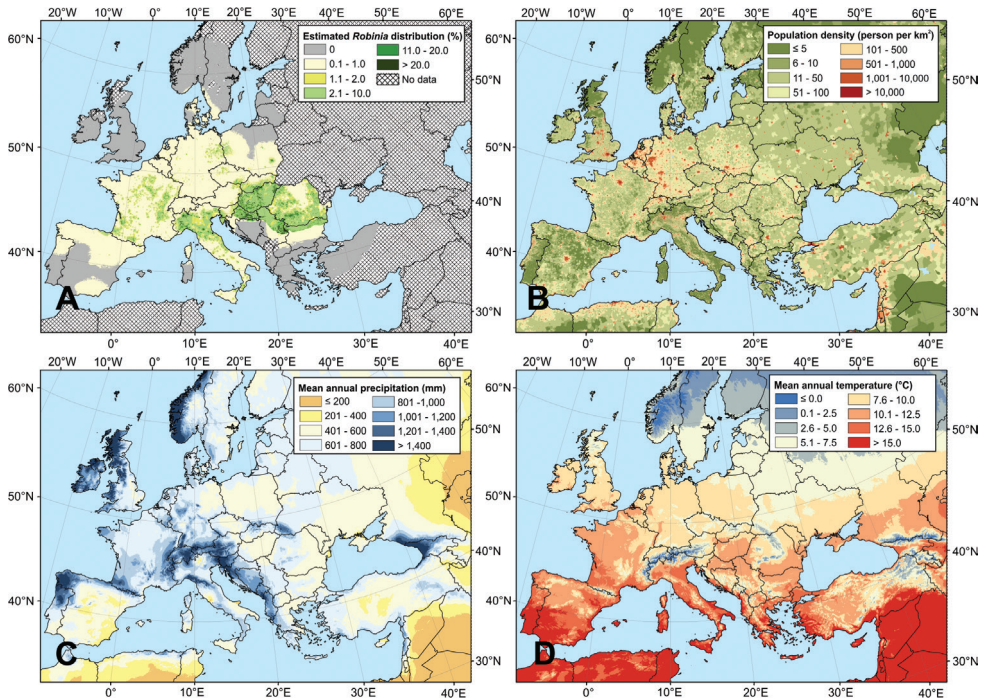 20°W 10°W 0° 10°E 20°E 30°E 40°E 50°E 60°E
60°N
50°N
40°N
50°N
40°N
30°N
Estimated Robinia distribution (%)
0
0.1 - 1.0
1.1 - 2.0
2.1 - 10.0
11.0 - 20.0
> 20.0
No data
A
0° 10°E 20°E 30°E 40°E
20°W 10°W 0° 10°E 20°E 30°E 40°E 50°E 60°E
60°N
50°N
40°N
50°N
40°N
30°N
Population density (person per km²)
≤ 5
6 - 10
11 - 50
51 - 100
101 - 500
501 - 1,000
1,001 - 10,000
> 10,000
B
0° 10°E 20°E 30°E 40°E
20°W 10°W 0° 10°E 20°E 30°E 40°E 50°E 60°E
60°N
50°N
40°N
50°N
40°N
30°N
Mean annual precipitation (mm)
≤ 200
201 - 400
401 - 600
601 - 800
801 -1,000
1,001 - 1,200
1,201 - 1,400
> 1,400
C
0° 10°E 20°E 30°E 40°E
20°W 10°W 0° 10°E 20°E 30°E 40°E 50°E 60°E
60°N
50°N
40°N
50°N
40°N
30°N
Mean annual temperature (°C)
≤ 0.0
0.1 - 2.5
2.6 - 5.0
5.1 - 7.5
7.6 - 10.0
10.1 - 12.5
12.6 - 15.0
> 15.0
D
0° 10°E 20°E 30°E 40°E